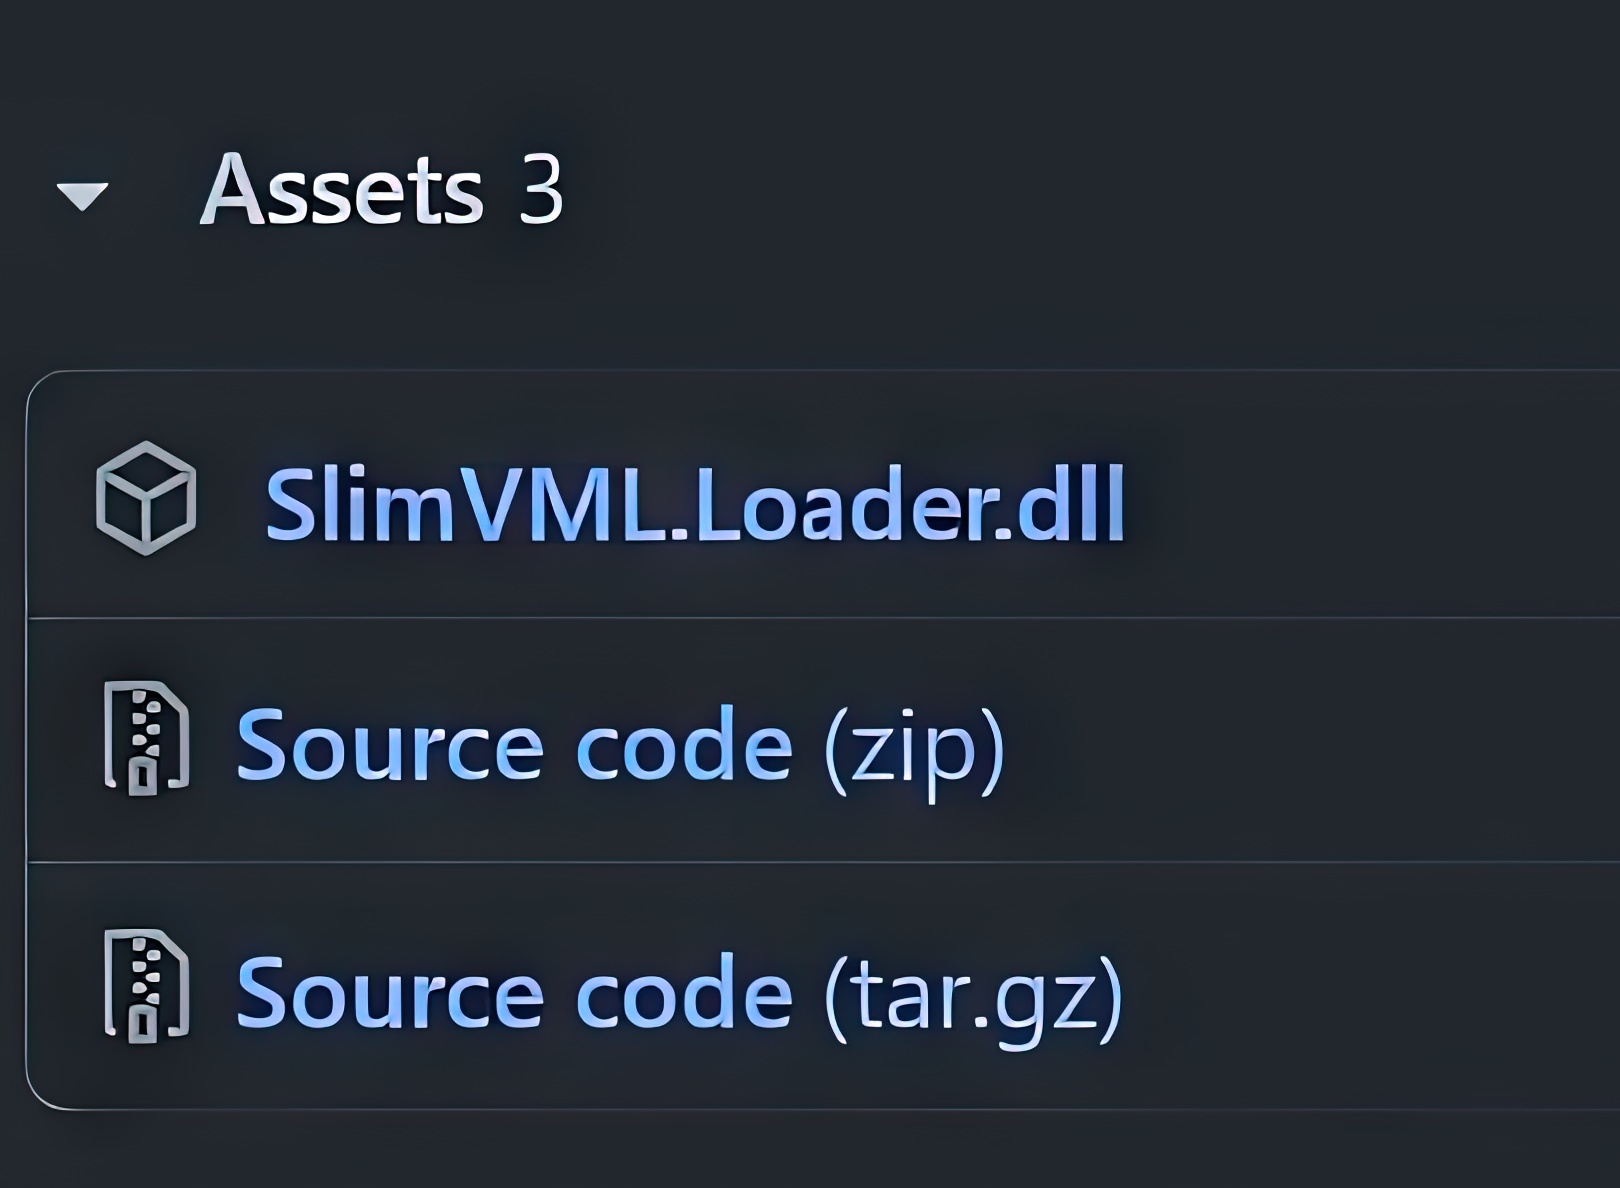 Assets 3
SlimVML.Loader.dll
Source code (zip)
Source code (tar.gz)